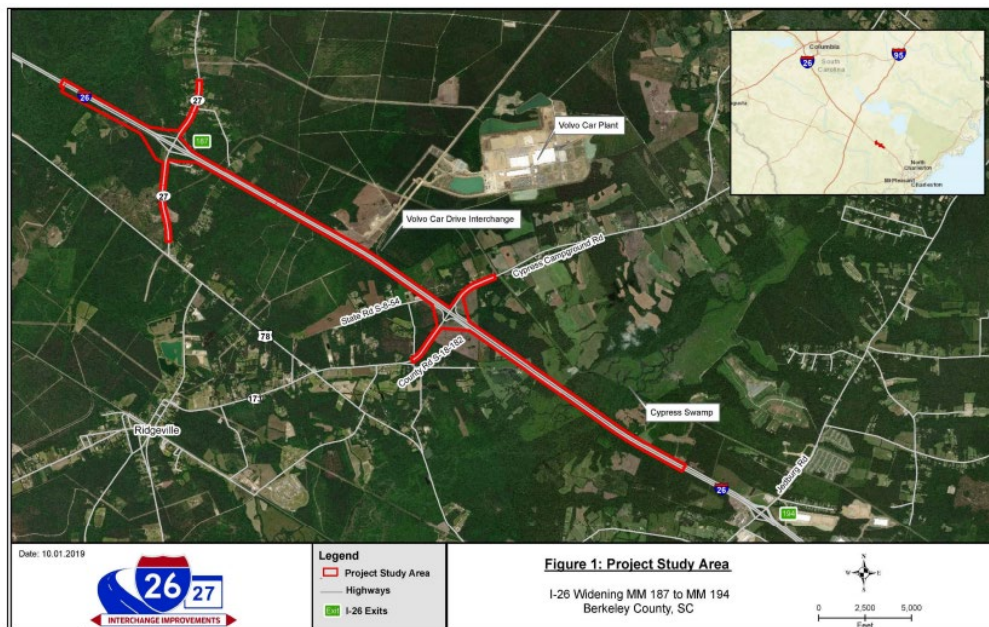 Columbia
26
95
South
Carolina
North
Charleston
Mt Pleasant
Charleston
26
27
187
Volvo Car Plant
Volvo Car Drive Interchange
27
Cypress Campground Rd
State Rd S-8-54
78
County Rd S-18-182
173
Ridgeville
Cypress Swamp
Jedburg Rd
26
194
Date: 10.01.2019
26
27
INTERCHANGE IMPROVEMENTS
Legend
Project Study Area
Highways
Exit
I-26 Exits
Figure 1: Project Study Area
I-26 Widening MM 187 to MM 194
Berkeley County, SC
N
W
E
S
0 2,500 5,000
Feet